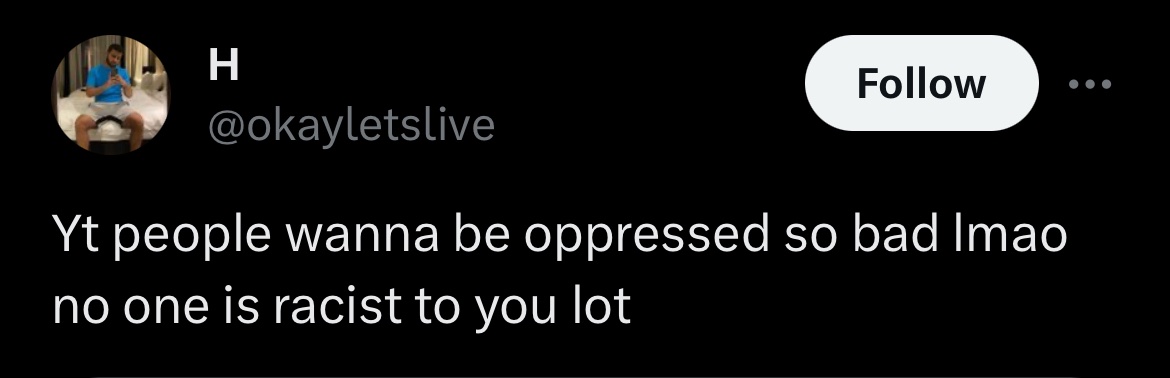 H
@okayletslive
Follow
Yt people wanna be oppressed so bad lmao
no one is racist to you lot